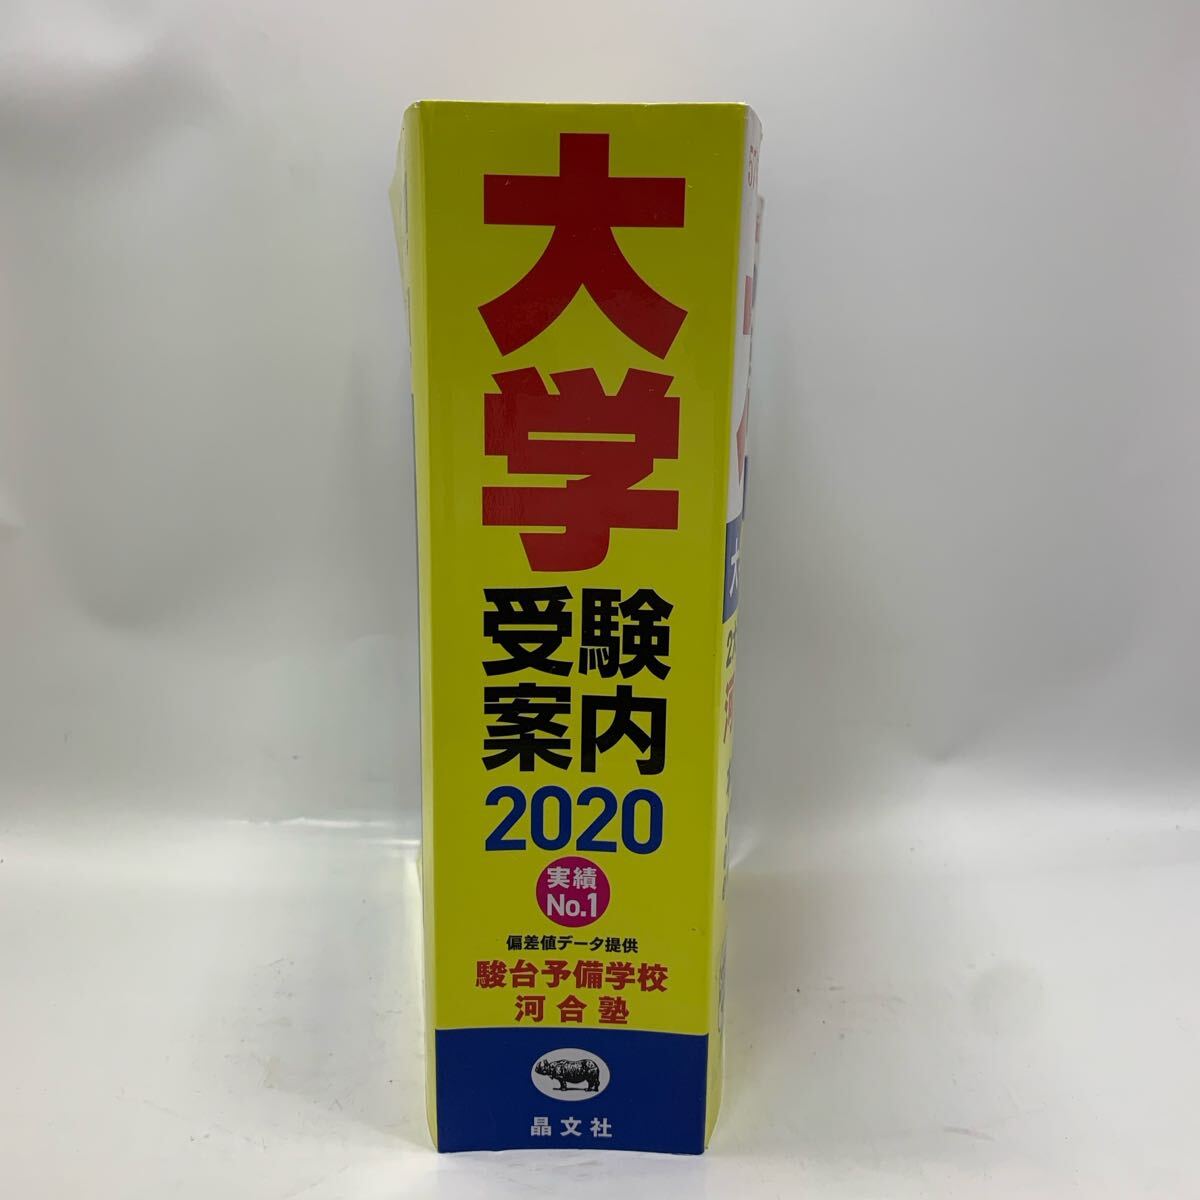 大学
受験
案内
2020
実績
No.1
偏差値データ提供
駿台予備学校
河合塾
晶文社